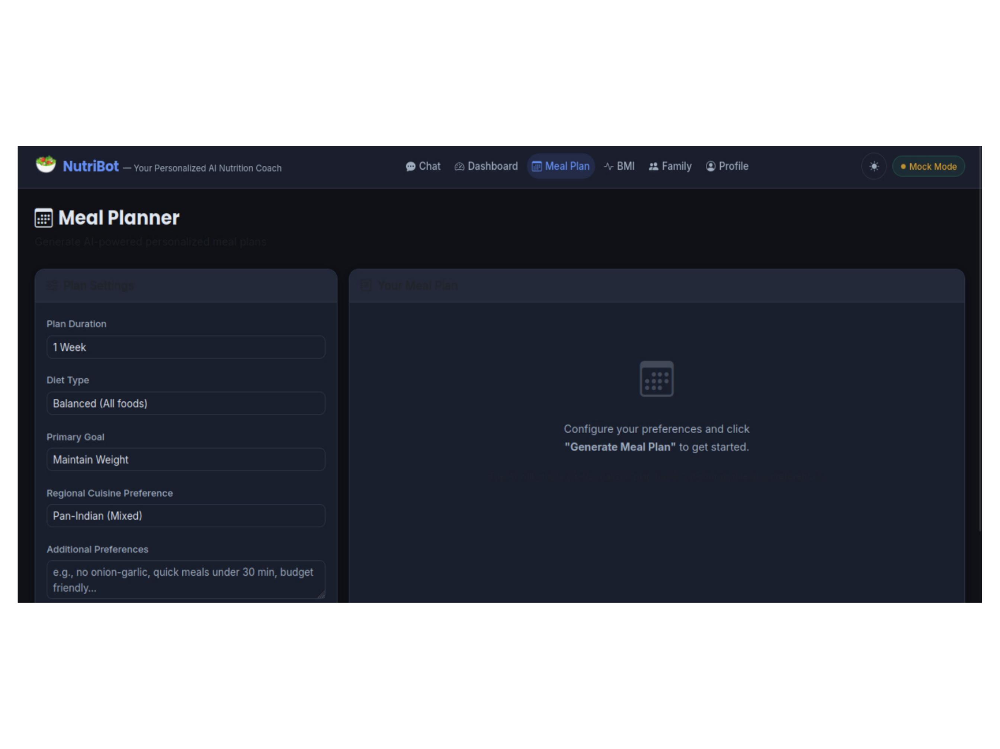 NutriBot — Your Personalized AI Nutrition Coach
Chat
Dashboard
Meal Plan
BMI
Family
Profile
Mock Mode
Meal Planner
Generate AI-powered personalized meal plans
Plan Settings
Plan Duration
1 Week
Diet Type
Balanced (All foods)
Primary Goal
Maintain Weight
Regional Cuisine Preference
Pan-Indian (Mixed)
Additional Preferences
e.g., no onion-garlic, quick meals under 30 min, budget
friendly...
Your Meal Plan
Configure your preferences and click
"Generate Meal Plan" to get started.